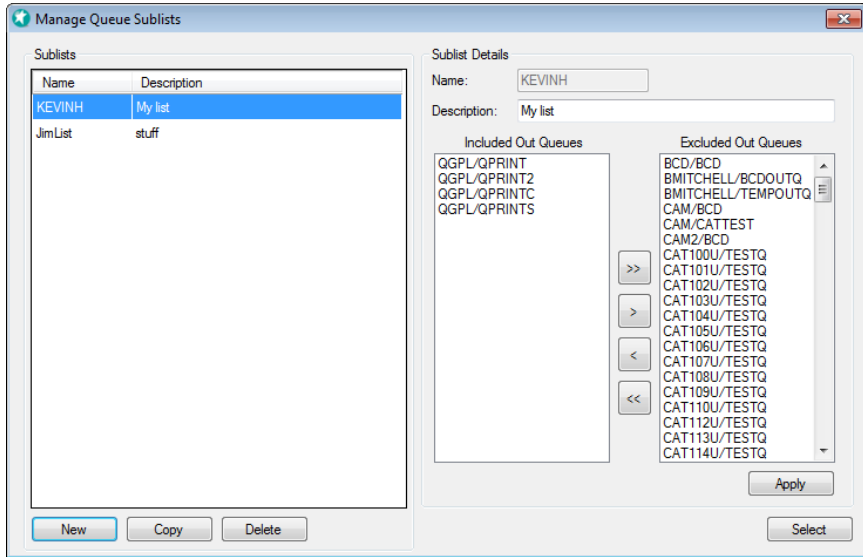 Manage Queue Sublists
Sublists
Name Description
KEVINH My list
JimList stuff
New Copy Delete
Sublist Details
Name: KEVINH
Description: My list
Included Out Queues
QGPL/QPRINT
QGPL/QPRINT2
QGPL/QPRINTC
QGPL/QPRINTS
>>
>
<
<<
Excluded Out Queues
BCD/BCD
BMITCHELL/BCDOUTQ
BMITCHELL/TEMPOUTQ
CAM/BCD
CAM/CATTEST
CAM2/BCD
CAT100U/TESTQ
CAT101U/TESTQ
CAT102U/TESTQ
CAT103U/TESTQ
CAT104U/TESTQ
CAT105U/TESTQ
CAT106U/TESTQ
CAT107U/TESTQ
CAT108U/TESTQ
CAT109U/TESTQ
CAT110U/TESTQ
CAT112U/TESTQ
CAT113U/TESTQ
CAT114U/TESTQ
Apply
Select